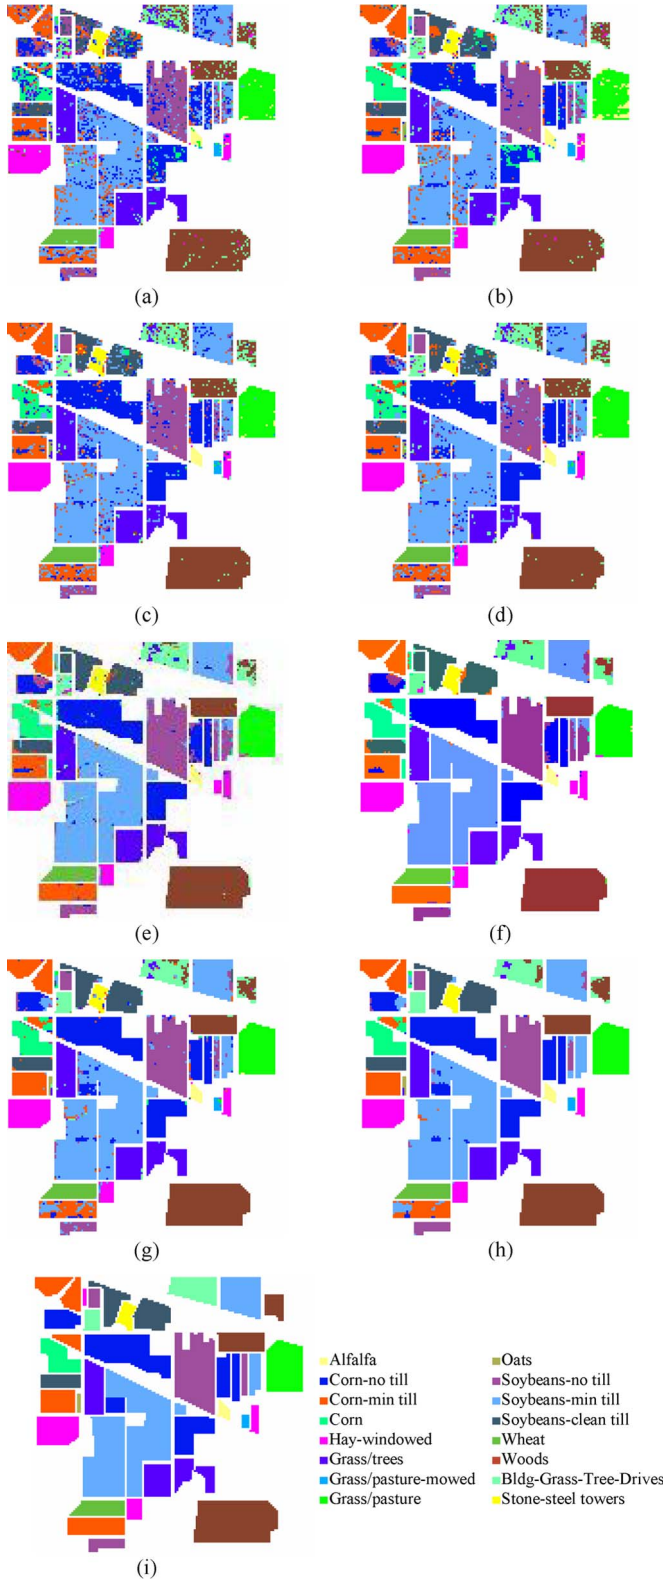 (a) (b)
(c) (d)
(e) (f)
(g) (h)
Alfalfa Oats
Corn-no till Soybeans-no till
Corn-min till Soybeans-min till
Corn Soybeans-clean till
Hay-windowed Wheat
Grass/trees Woods
Grass/pasture-mowed Bldg-Grass-Tree-Drives
Grass/pasture Stone-steel towers
(i)